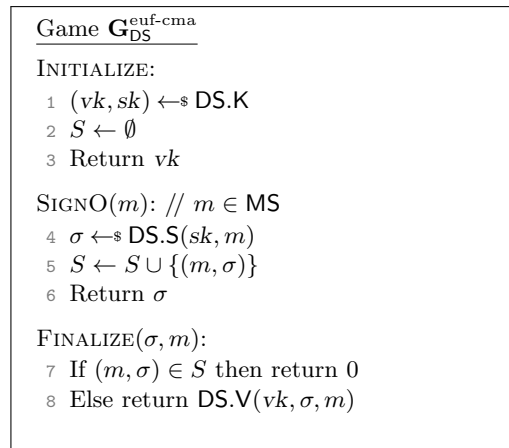 Game G^{euf-cma}_{DS}
INITIALIZE:
1 (vk, sk) ←$ DS.K
2 S ← ∅
3 Return vk
SIGNO(m): // m ∈ MS
4 σ ←$ DS.S(sk, m)
5 S ← S ∪ {(m, σ)}
6 Return σ
FINALIZE(σ, m):
7 If (m, σ) ∈ S then return 0
8 Else return DS.V(vk, σ, m)